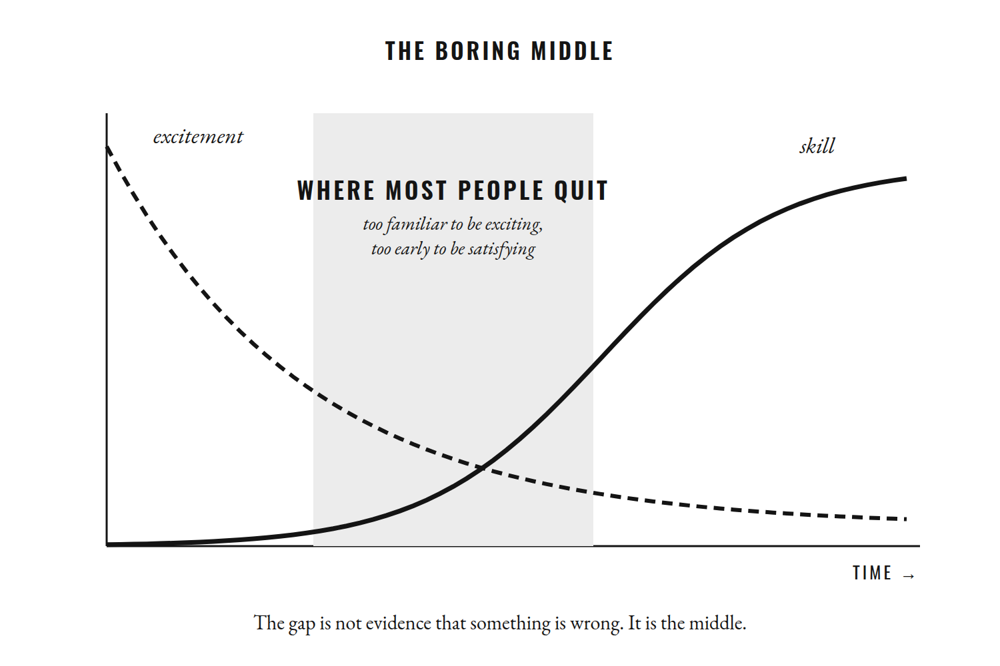 THE BORING MIDDLE
excitement
skill
WHERE MOST PEOPLE QUIT
too familiar to be exciting,
too early to be satisfying
TIME →
The gap is not evidence that something is wrong. It is the middle.